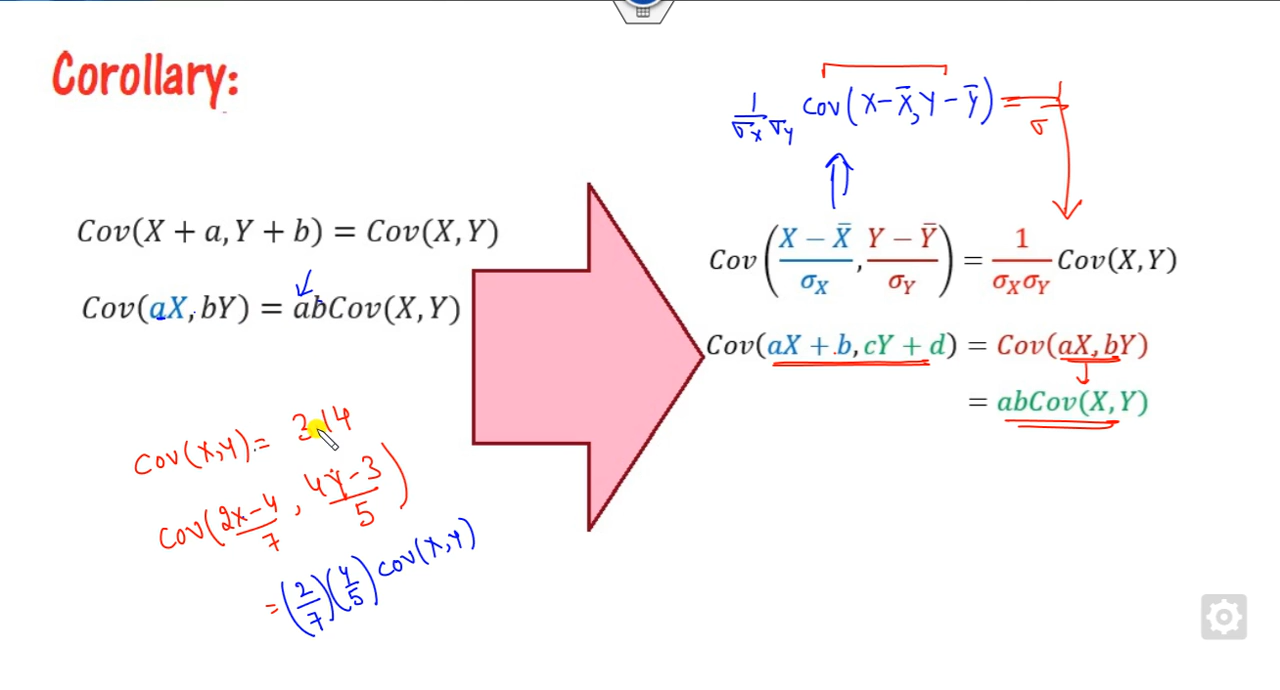 Corollary:
Cov(X + a, Y + b) = Cov(X, Y)
Cov(aX, bY) = abCov(X, Y)
Cov(X,Y) = 3.14
Cov(2X-4/7, 4Y-3/5)
= (2/7)(4/5) Cov(X,Y)
1/σX σY Cov(X-X̄, Y-Ȳ) = 1/σ
Cov(X − X̄/σX, Y − Ȳ/σY) = 1/σXσY Cov(X, Y)
Cov(aX + b, cY + d) = Cov(aX, bY)
= abCov(X, Y)